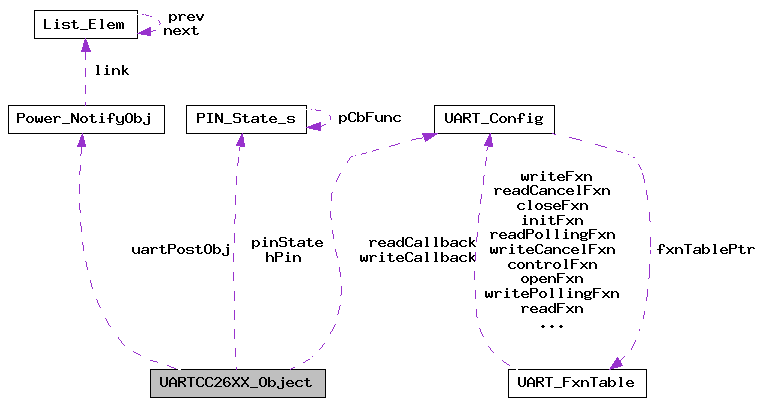 List_Elem
prev
next
link
Power_NotifyObj
PIN_State_s
pCbFunc
UART_Config
uartPostObj
pinState
hPin
readCallback
writeCallback
writeFxn
readCancelFxn
closeFxn
initFxn
readPollingFxn
writeCancelFxn
controlFxn
openFxn
writePollingFxn
readFxn
...
fxnTablePtr
UARTCC26XX_Object
UART_FxnTable